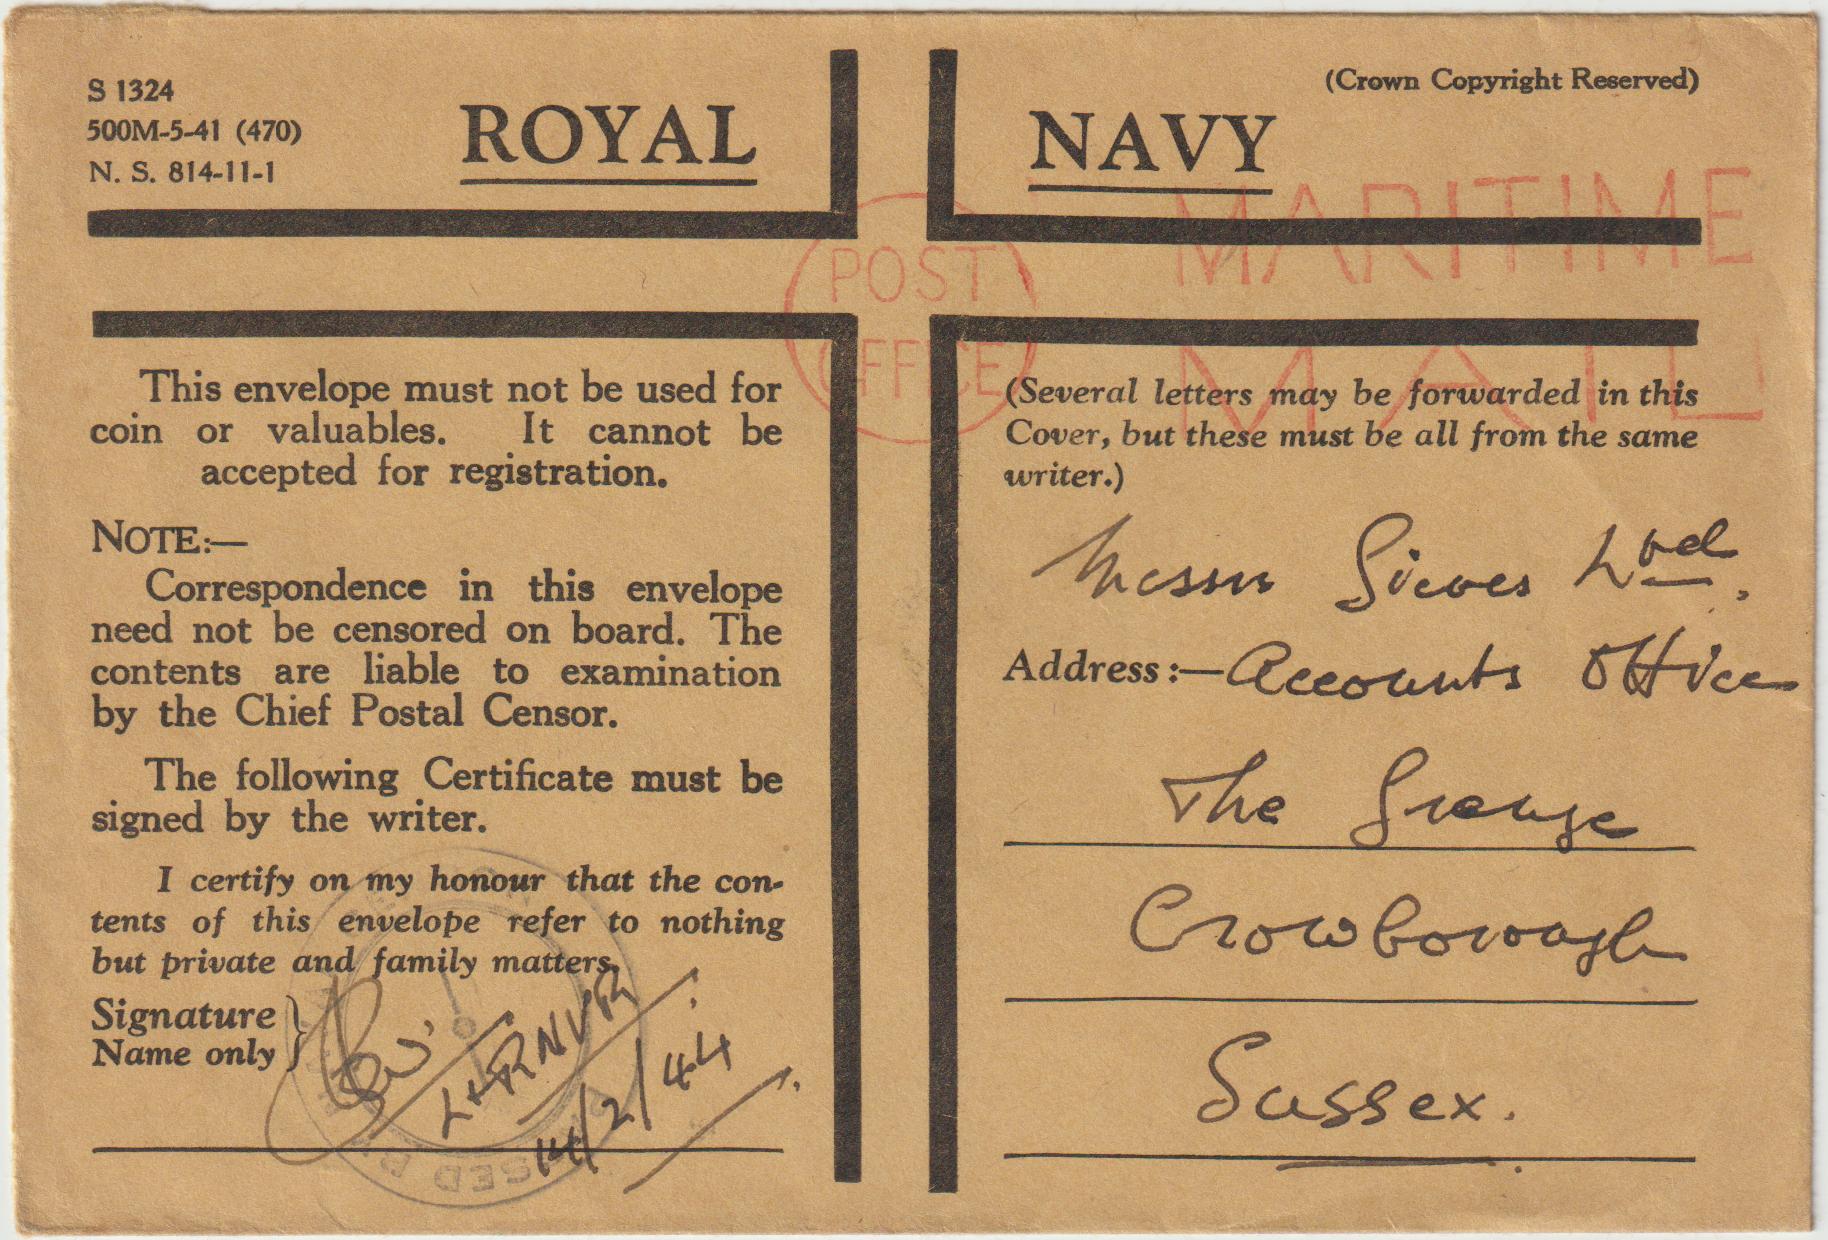 S 1324
500M-5-41 (470)
N. S. 814-11-1
ROYAL NAVY
(Crown Copyright Reserved)
POST
OFFICE
MARITIME
MAIL
This envelope must not be used for
coin or valuables. It cannot be
accepted for registration.
NOTE:—
Correspondence in this envelope
need not be censored on board. The
contents are liable to examination
by the Chief Postal Censor.
The following Certificate must be
signed by the writer.
I certify on my honour that the con-
tents of this envelope refer to nothing
but private and family matters.
Signature
Name only
Lt RNVR
14/2/44
(Several letters may be forwarded in this
Cover, but these must be all from the same
writer.)
Messrs Gieves Ltd.
Address:— Accounts Office
The Grange
Crowborough
Sussex.